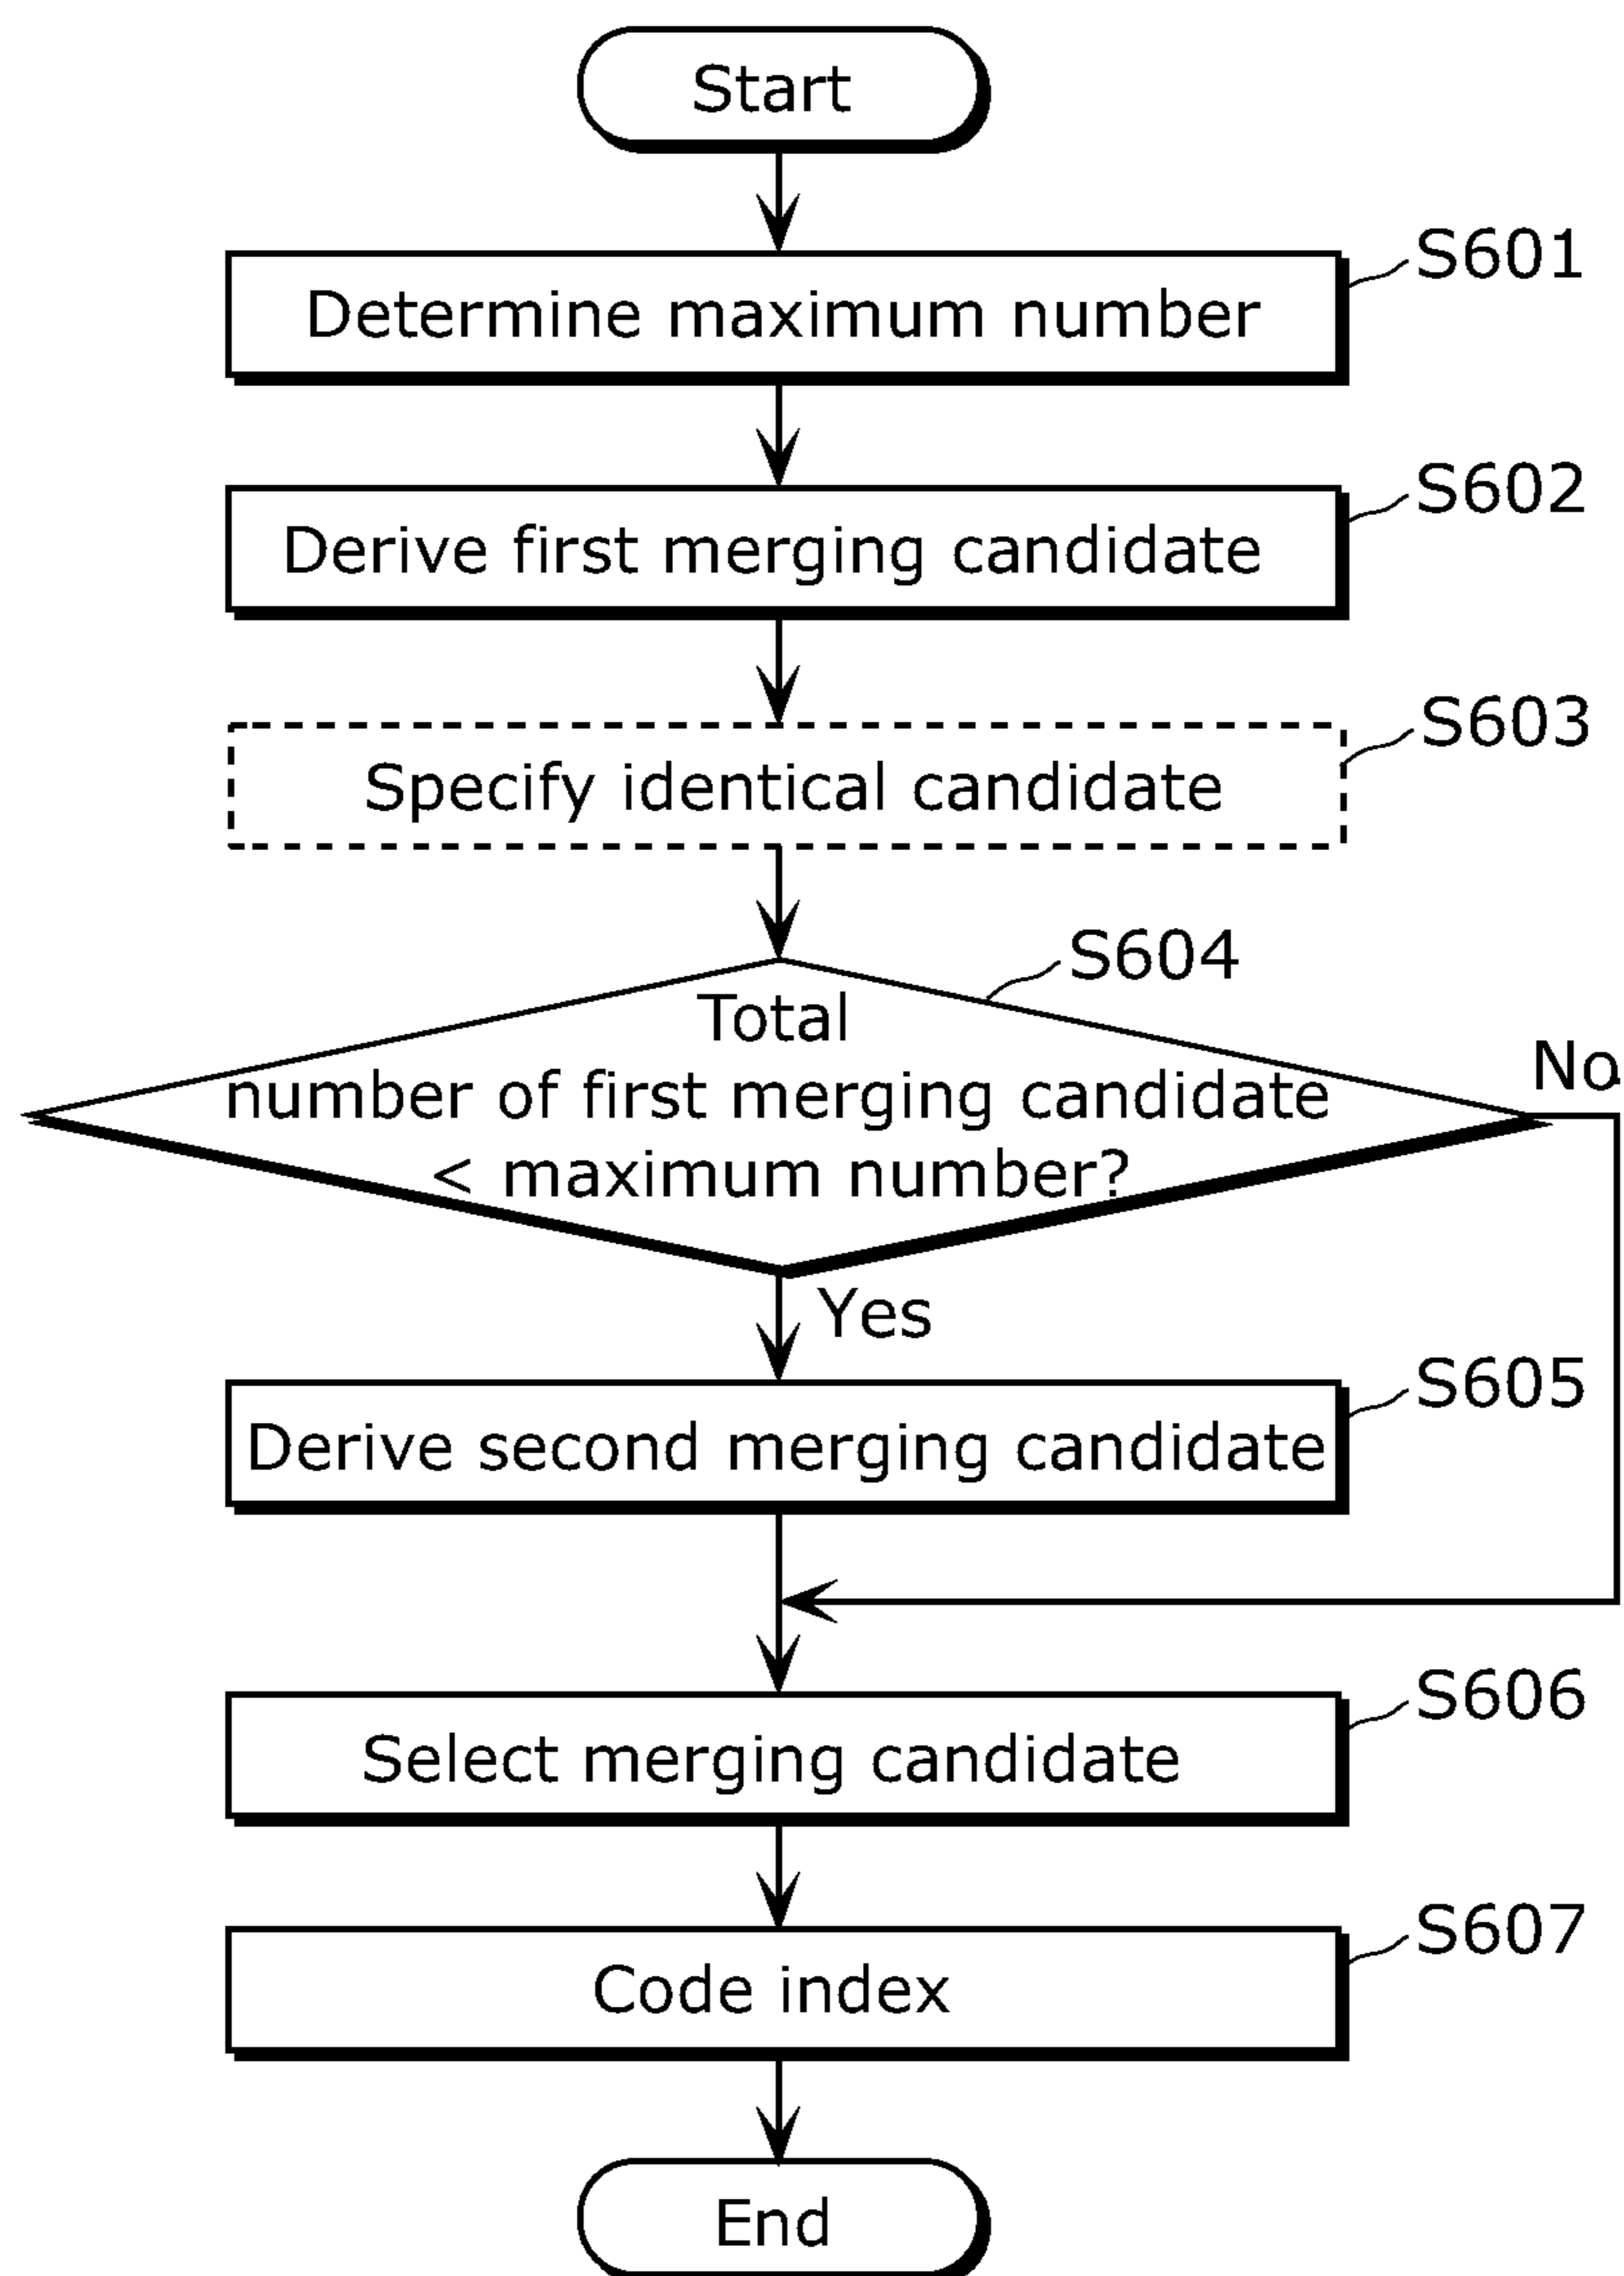 Start
S601
Determine maximum number
S602
Derive first merging candidate
S603
Specify identical candidate
S604
Total
number of first merging candidate
< maximum number?
No
Yes
S605
Derive second merging candidate
S606
Select merging candidate
S607
Code index
End